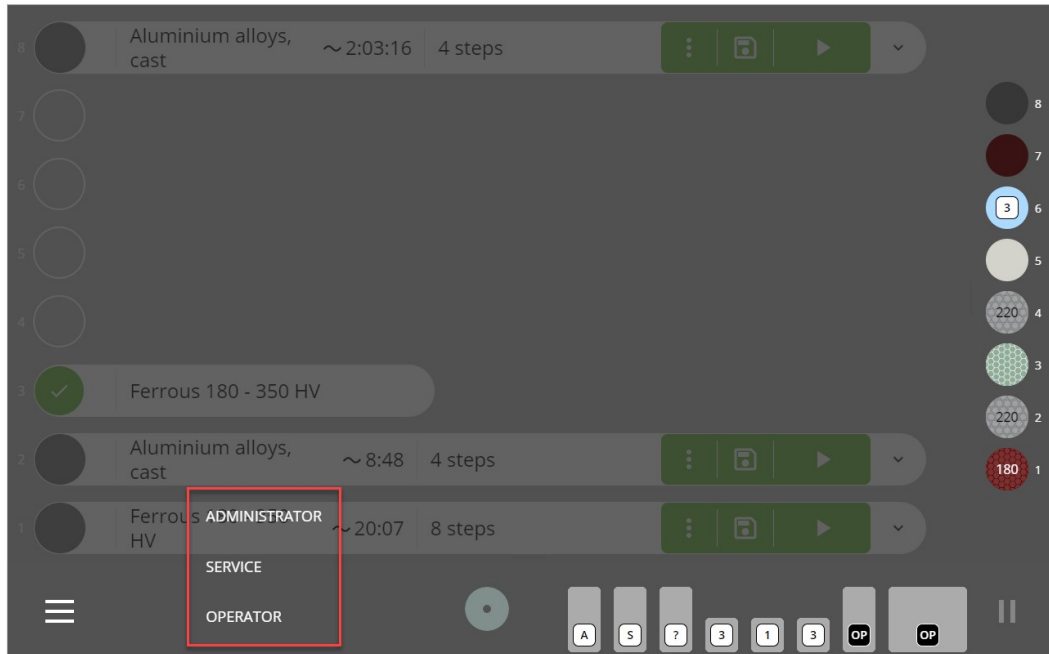 8
Aluminium alloys,
cast
~ 2:03:16
4 steps
7
6
5
4
3
Ferrous 180 - 350 HV
2
Aluminium alloys,
cast
~ 8:48
4 steps
1
Ferrous
HV
~ 20:07
8 steps
ADMINISTRATOR
SERVICE
OPERATOR
8
7
3 6
5
220 4
3
220 2
180 1
A S ? 3 1 3 OP OP